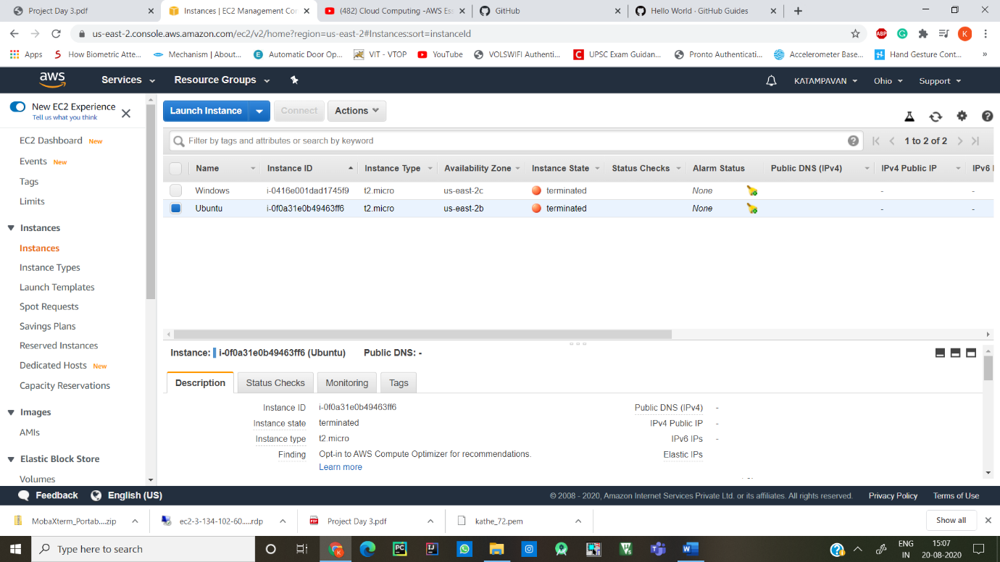 Project Day 3.pdf
Instances | EC2 Management Con
(482) Cloud Computing -AWS Ess
GitHub
Hello World · GitHub Guides
us-east-2.console.aws.amazon.com/ec2/v2/home?region=us-east-2#Instances:sort=instanceId
ABP
K
Apps
How Biometric Atte...
Mechanism | About...
Automatic Door Op...
VIT - VTOP
YouTube
VOLSWIFI Authenti...
UPSC Exam Guidan...
Pronto Authenticati...
Accelerometer Base...
Hand Gesture Cont...
»
aws
Services
Resource Groups
KATAMPAVAN
Ohio
Support
New EC2 Experience
Tell us what you think
EC2 Dashboard New
Events New
Tags
Limits
Instances
Instances
Instance Types
Launch Templates
Spot Requests
Savings Plans
Reserved Instances
Dedicated Hosts New
Capacity Reservations
Images
AMIs
Elastic Block Store
Volumes
Launch Instance
Connect
Actions
Filter by tags and attributes or search by keyword
1 to 2 of 2
Name Instance ID Instance Type Availability Zone Instance State Status Checks Alarm Status Public DNS (IPv4) IPv4 Public IP IPv6 I
Windows i-0416e001dad1745f9 t2.micro us-east-2c terminated None - -
Ubuntu i-0f0a31e0b49463ff6 t2.micro us-east-2b terminated None - -
Instance: i-0f0a31e0b49463ff6 (Ubuntu) Public DNS: -
Description
Status Checks
Monitoring
Tags
Instance ID i-0f0a31e0b49463ff6
Instance state terminated
Instance type t2.micro
Finding Opt-in to AWS Compute Optimizer for recommendations.
Learn more
Public DNS (IPv4) -
IPv4 Public IP -
IPv6 IPs -
Elastic IPs
Feedback
English (US)
© 2008 - 2020, Amazon Internet Services Private Ltd. or its affiliates. All rights reserved.
Privacy Policy
Terms of Use
MobaXterm_Portab....zip
ec2-3-134-102-60.....rdp
Project Day 3.pdf
kathe_72.pem
Show all
Type here to search
ENG
IN
15:07
20-08-2020